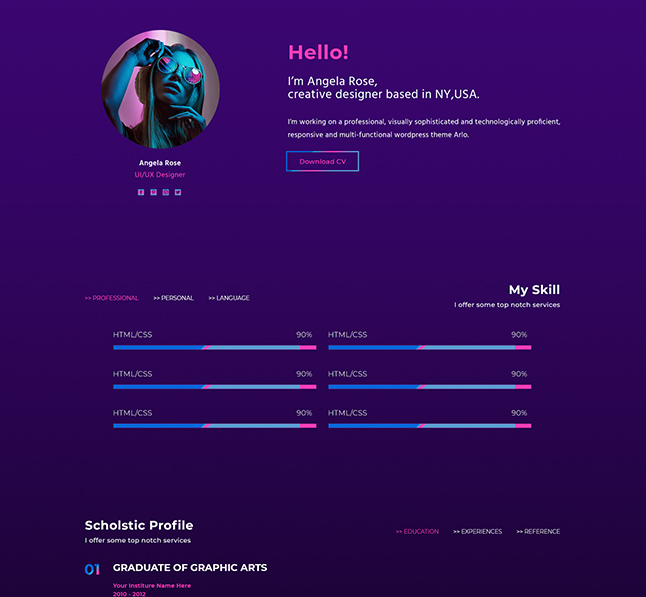 Hello!
I'm Angela Rose,
creative designer based in NY,USA.
I'm working on a professional, visually sophisticated and technologically proficient,
responsive and multi-functional wordpress theme Arlo.
Download CV
Angela Rose
UI/UX Designer
My Skill
I offer some top notch services
>> PROFESSIONAL >> PERSONAL >> LANGUAGE
HTML/CSS 90% HTML/CSS 90%
HTML/CSS 90% HTML/CSS 90%
HTML/CSS 90% HTML/CSS 90%
Scholstic Profile
I offer some top notch services
>> EDUCATION >> EXPERIENCES >> REFERENCE
01 GRADUATE OF GRAPHIC ARTS
Your Institure Name Here
2010 - 2012